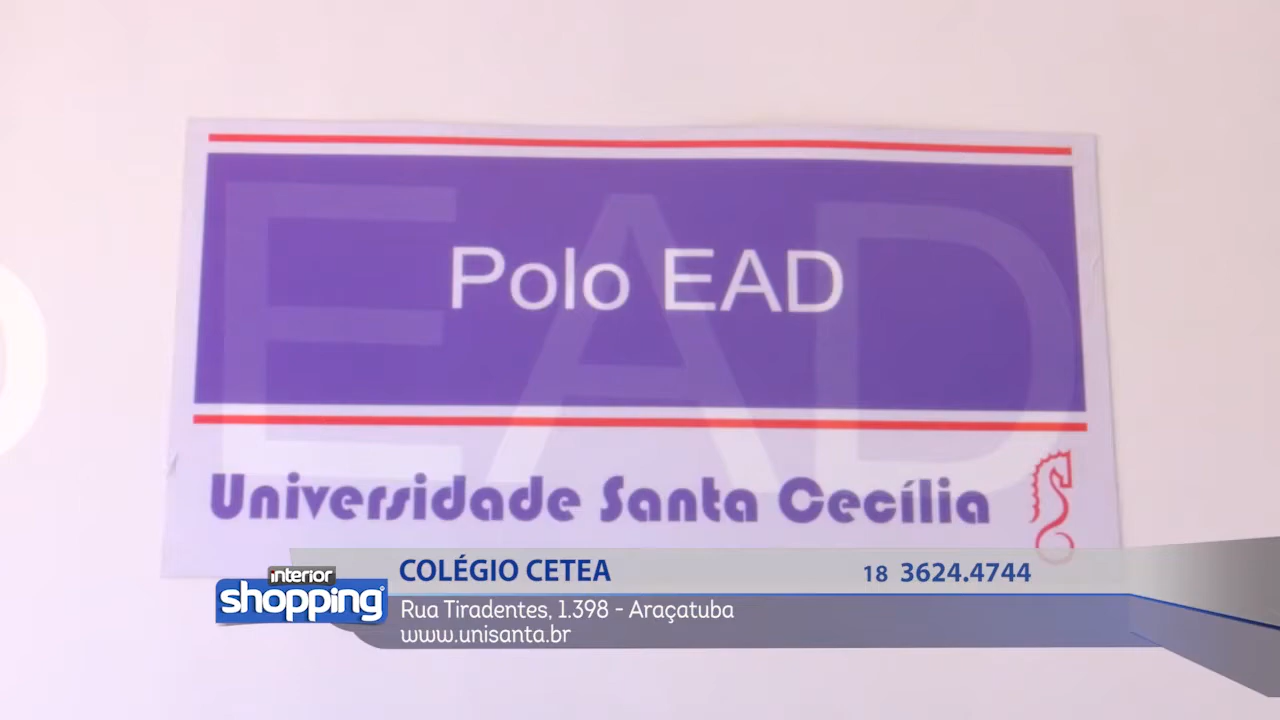 EAD
Polo EAD
Universidade Santa Cecília
interior
shopping
COLÉGIO CETEA
18 3624.4744
Rua Tiradentes, 1.398 - Araçatuba
www.unisanta.br